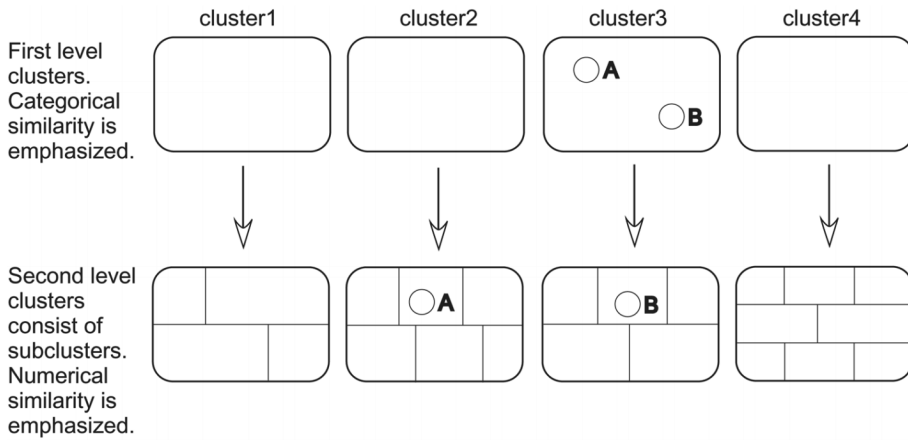 cluster1
cluster2
cluster3
cluster4
First level
clusters.
Categorical
similarity is
emphasized.
A
B
Second level
clusters
consist of
subclusters.
Numerical
similarity is
emphasized.
A
B